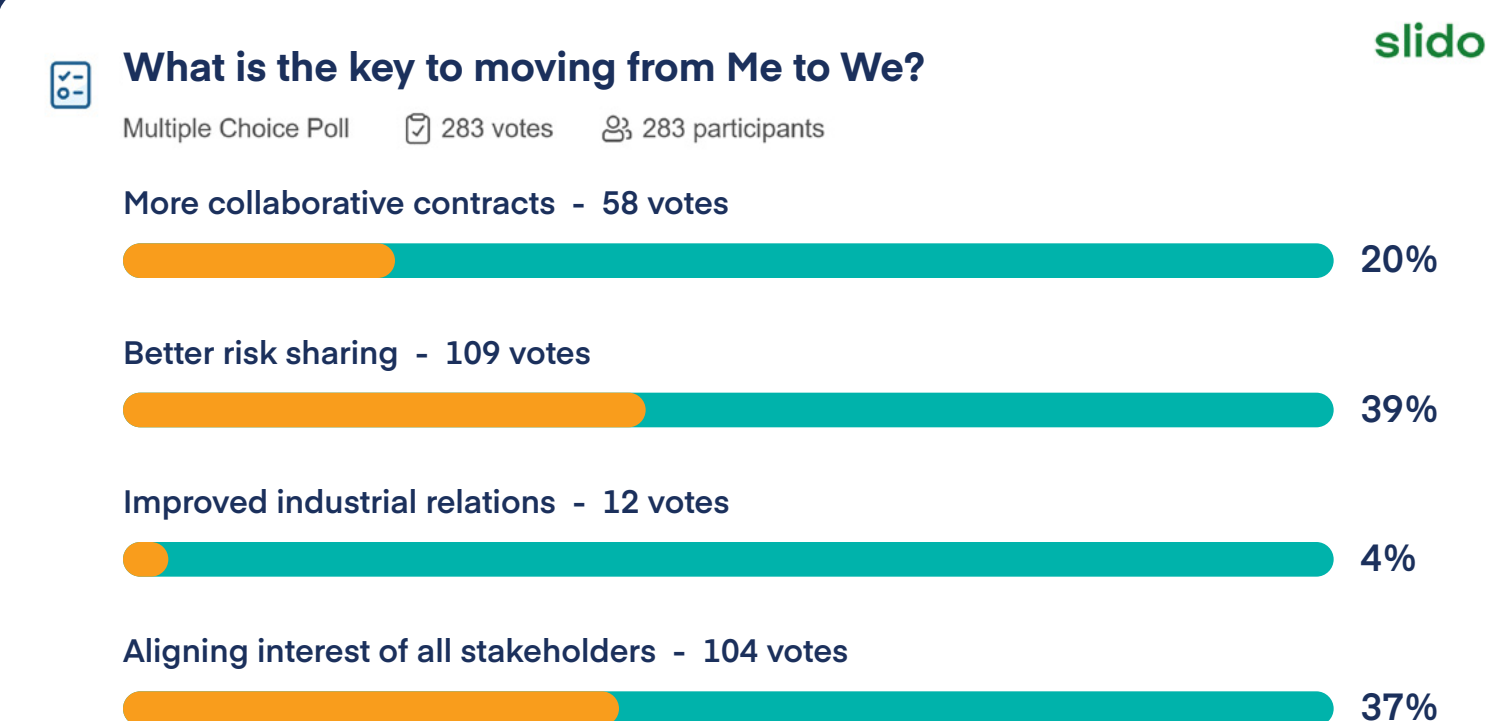 slido
What is the key to moving from Me to We?
Multiple Choice Poll 283 votes 283 participants
More collaborative contracts - 58 votes
20%
Better risk sharing - 109 votes
39%
Improved industrial relations - 12 votes
4%
Aligning interest of all stakeholders - 104 votes
37%